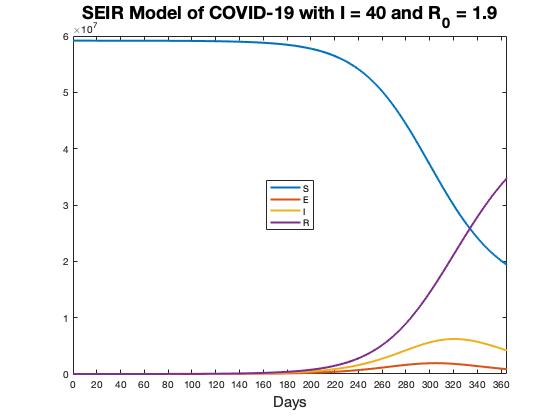 SEIR Model of COVID-19 with I = 40 and R0 = 1.9
×10^7
6
5
4
3
2
1
0
S
E
I
R
0 20 40 60 80 100 120 140 160 180 200 220 240 260 280 300 320 340 360
Days